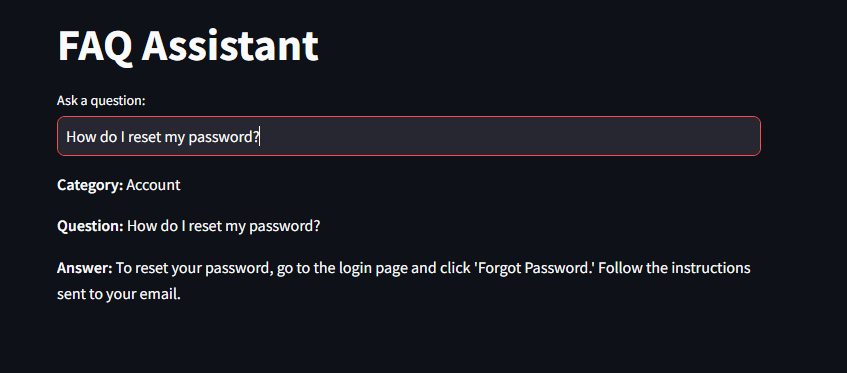 FAQ Assistant
Ask a question:
How do I reset my password?
Category: Account
Question: How do I reset my password?
Answer: To reset your password, go to the login page and click 'Forgot Password.' Follow the instructions
sent to your email.